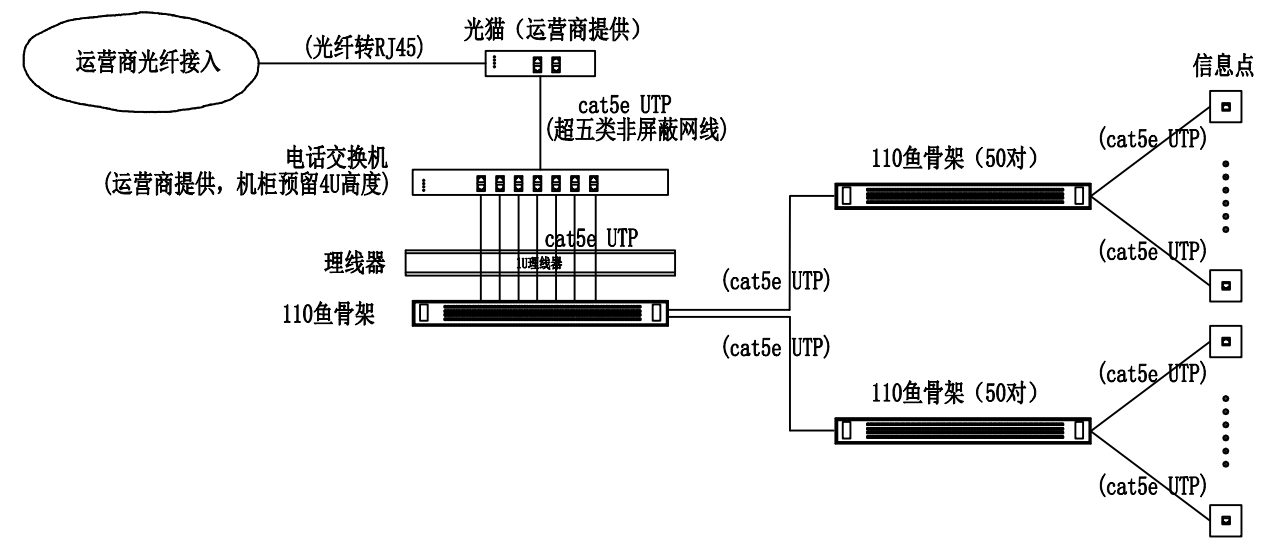 运营商光纤接入
(光纤转RJ45)
光猫（运营商提供）
cat5e UTP
(超五类非屏蔽网线)
电话交换机
(运营商提供，机柜预留4U高度)
cat5e UTP
理线器
1U理线器
110鱼骨架
(cat5e UTP)
(cat5e UTP)
110鱼骨架（50对）
信息点
(cat5e UTP)
(cat5e UTP)
110鱼骨架（50对）
(cat5e UTP)
(cat5e UTP)